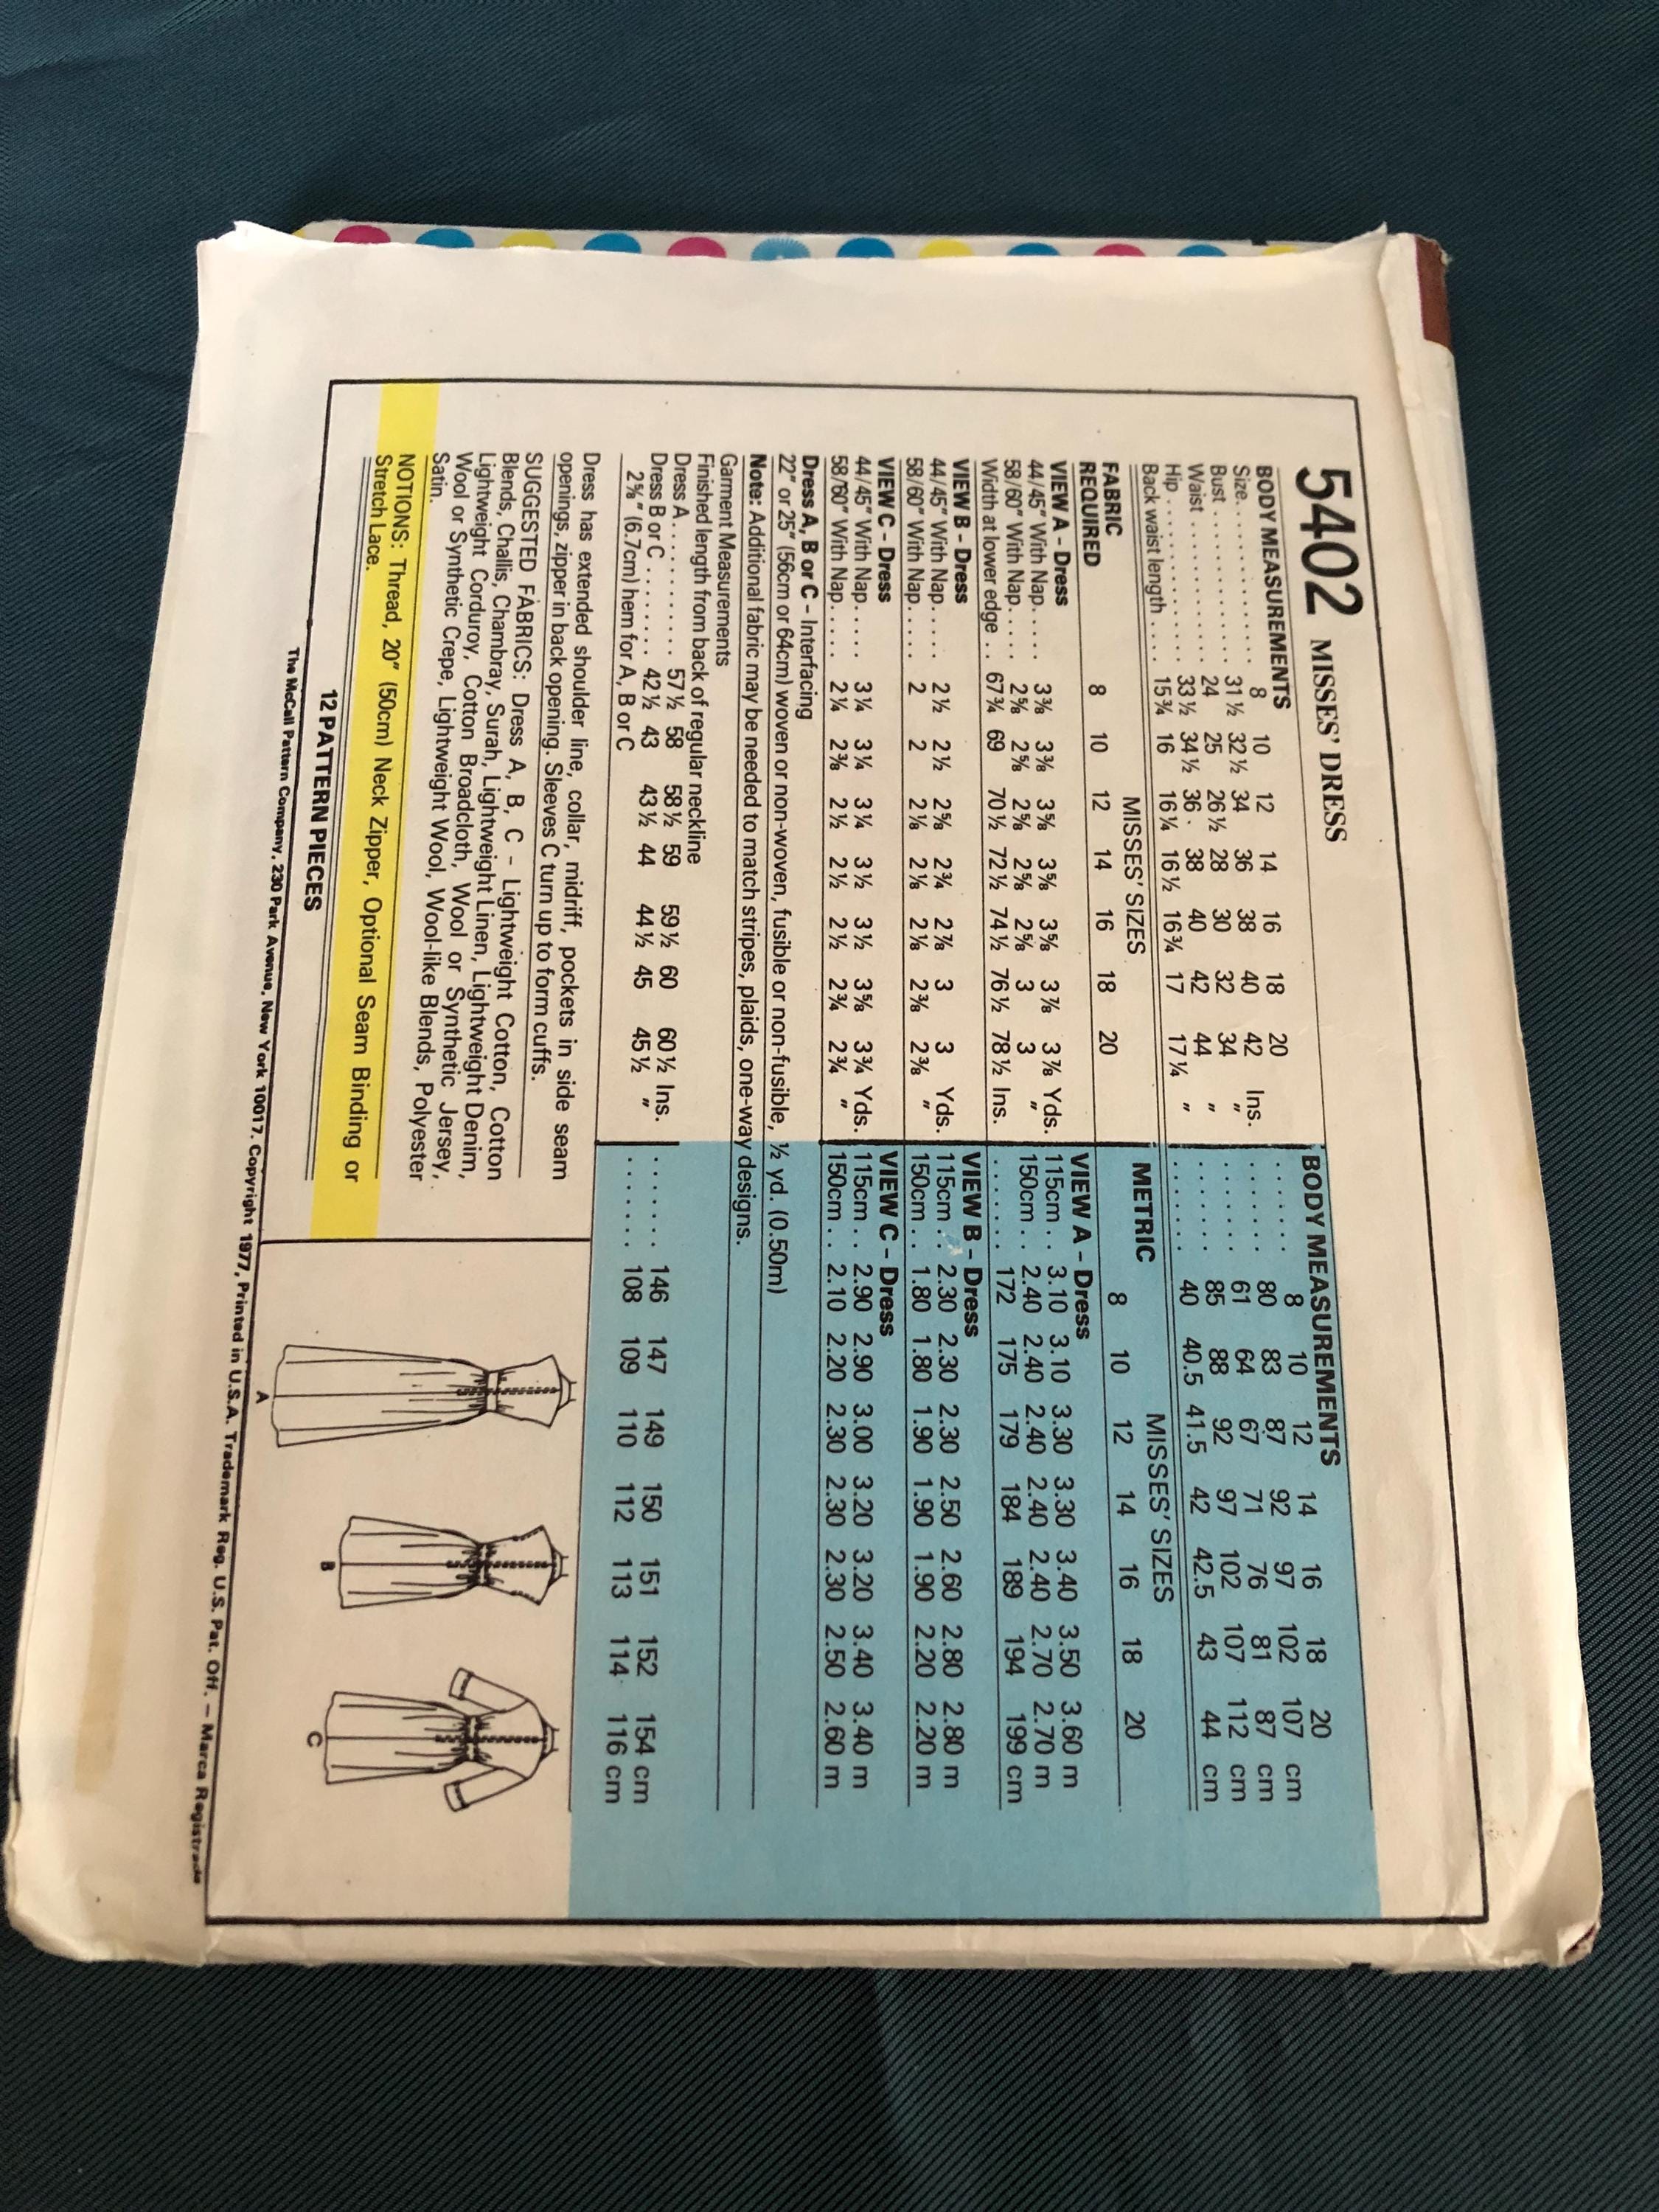 5402 MISSES' DRESS
BODY MEASUREMENTS
Size. . . . . . . . . . . 8 10 12 14 16 18 20
Bust . . . . . . . . . . . 31½ 32½ 34 36 38 40 42 Ins.
Waist . . . . . . . . . . . 24 25 26½ 28 30 32 34 "
Hip . . . . . . . . . . . 33½ 34½ 36 38 40 42 44 "
Back waist length . . . . 15¾ 16 16¼ 16½ 16¾ 17 17¼ "
BODY MEASUREMENTS
8 10 12 14 16 18 20
. . . . . . 80 83 87 92 97 102 107 cm
. . . . . . 61 64 67 71 76 81 87 cm
. . . . . . 85 88 92 97 102 107 112 cm
. . . . . . 40 40.5 41.5 42 42.5 43 44 cm
FABRIC MISSES' SIZES
REQUIRED 8 10 12 14 16 18 20
VIEW A - Dress
44/45" With Nap. . . . . 3⅜ 3⅜ 3⅝ 3⅝ 3⅝ 3⅞ 3⅞ Yds.
58/60" With Nap. . . . . 2⅝ 2⅝ 2⅝ 2⅝ 2⅝ 3 3 "
Width at lower edge . . 67¾ 69 70½ 72½ 74½ 76½ 78½ Ins.
VIEW B - Dress
44/45" With Nap. . . . . 2½ 2½ 2⅝ 2¾ 2⅞ 3 3 Yds.
58/60" With Nap. . . . . 2 2 2⅛ 2⅛ 2⅛ 2⅜ 2⅜ "
VIEW C - Dress
44/45" With Nap. . . . . 3¼ 3¼ 3¼ 3½ 3½ 3⅝ 3¾ Yds.
58/60" With Nap. . . . . 2¼ 2⅜ 2½ 2½ 2½ 2¾ 2¾ "
METRIC MISSES' SIZES
8 10 12 14 16 18 20
VIEW A - Dress
115cm . . 3.10 3.10 3.30 3.30 3.40 3.50 3.60 m
150cm . . 2.40 2.40 2.40 2.40 2.40 2.70 2.70 m
. . . . . . 172 175 179 184 189 194 199 cm
VIEW B - Dress
115cm . . 2.30 2.30 2.30 2.50 2.60 2.80 2.80 m
150cm . . 1.80 1.80 1.90 1.90 1.90 2.20 2.20 m
VIEW C - Dress
115cm . . 2.90 2.90 3.00 3.20 3.20 3.40 3.40 m
150cm . . 2.10 2.20 2.30 2.30 2.30 2.50 2.60 m
Dress A, B or C - Interfacing
22" or 25" (56cm or 64cm) woven or non-woven, fusible or non-fusible, ½ yd. (0.50m)
Note: Additional fabric may be needed to match stripes, plaids, one-way designs.
Garment Measurements
Finished length from back of regular neckline
Dress A . . . . . . . . . . 57½ 58 58½ 59 59½ 60 60½ Ins.
Dress B or C . . . . . . . 42½ 43 43½ 44 44½ 45 45½ "
2⅝" (6.7cm) hem for A, B or C
. . . . . . 146 147 149 150 151 152 154 cm
. . . . . . 108 109 110 112 113 114 116 cm
Dress has extended shoulder line, collar, midriff, pockets in side seam
openings, zipper in back opening. Sleeves C turn up to form cuffs.
SUGGESTED FABRICS: Dress A, B, C - Lightweight Cotton, Cotton
Blends, Challis, Chambray, Surah, Lightweight Linen, Lightweight Denim,
Lightweight Corduroy, Cotton Broadcloth, Wool or Synthetic Jersey,
Wool or Synthetic Crepe, Lightweight Wool, Wool-like Blends, Polyester
Satin.
NOTIONS: Thread, 20" (50cm) Neck Zipper, Optional Seam Binding or
Stretch Lace.
12 PATTERN PIECES
A
B
C
The McCall Pattern Company, 230 Park Avenue, New York 10017. Copyright 1977, Printed in U.S.A. Trademark Reg. U.S. Pat. Off. — Marca Registrada